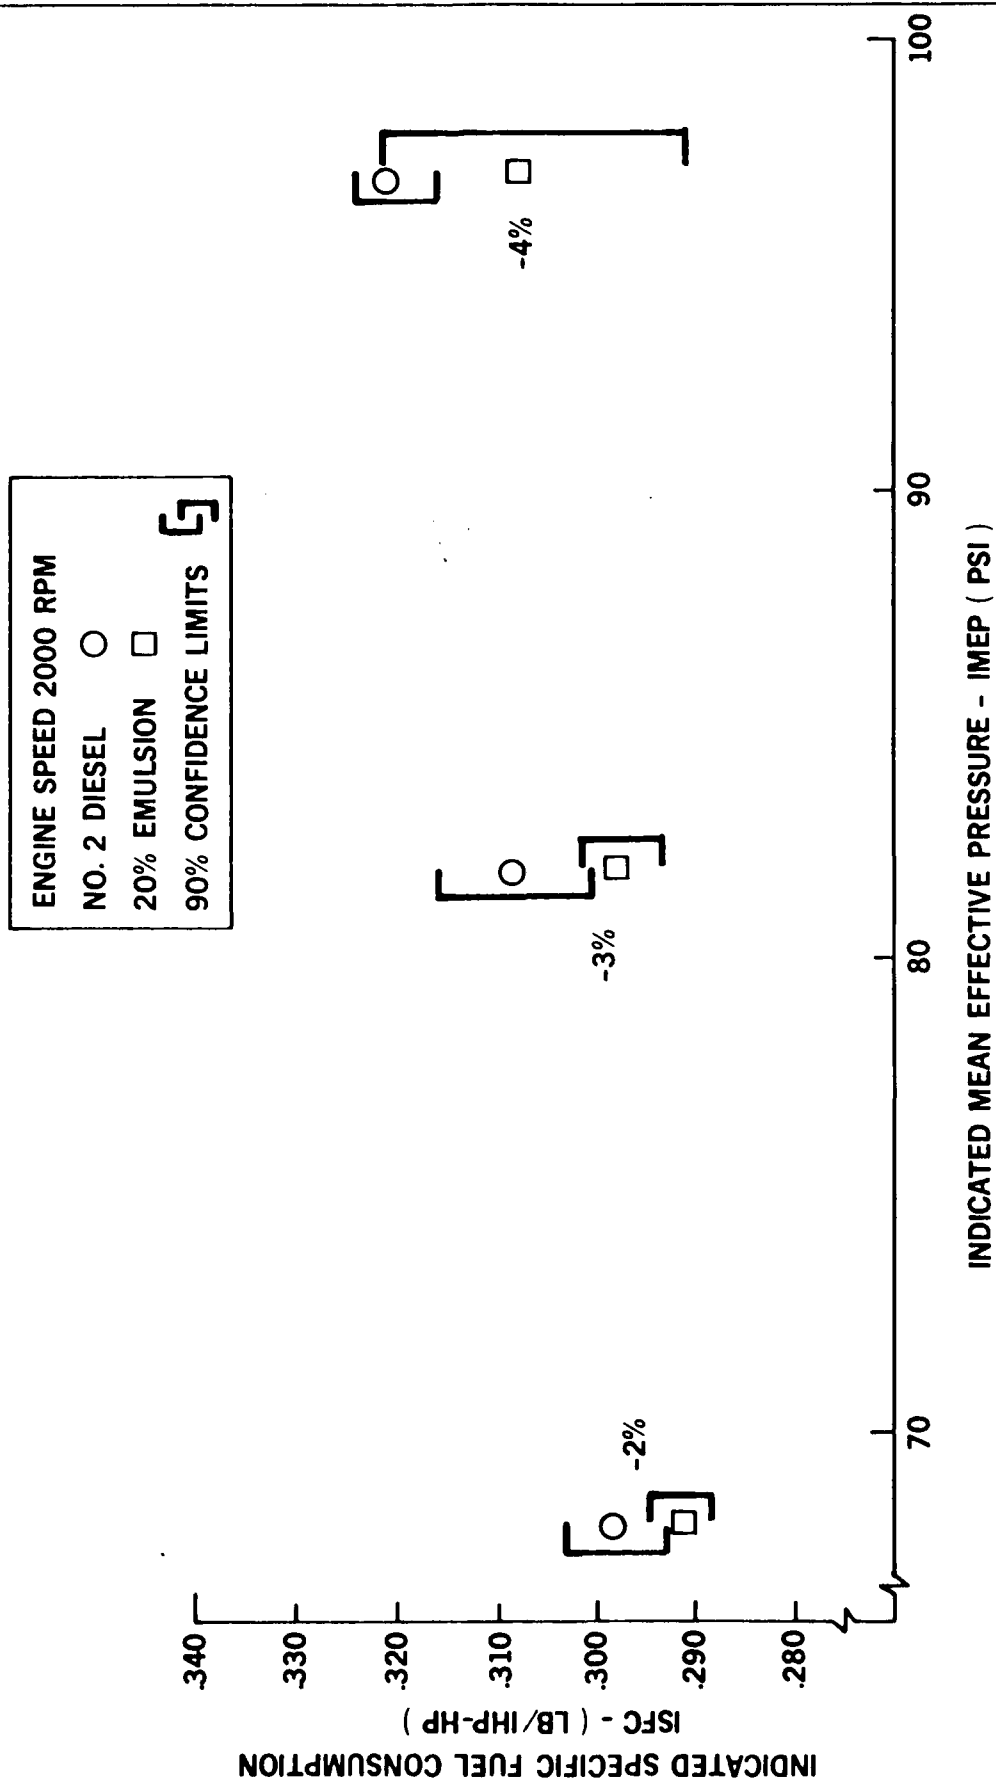 ENGINE SPEED 2000 RPM
NO. 2 DIESEL
20% EMULSION
90% CONFIDENCE LIMITS
INDICATED SPECIFIC FUEL CONSUMPTION
ISFC - ( LB/IHP-HP )
.340
.330
.320
.310
.300
.290
.280
-2%
-3%
-4%
70
80
90
100
INDICATED MEAN EFFECTIVE PRESSURE - IMEP ( PSI )